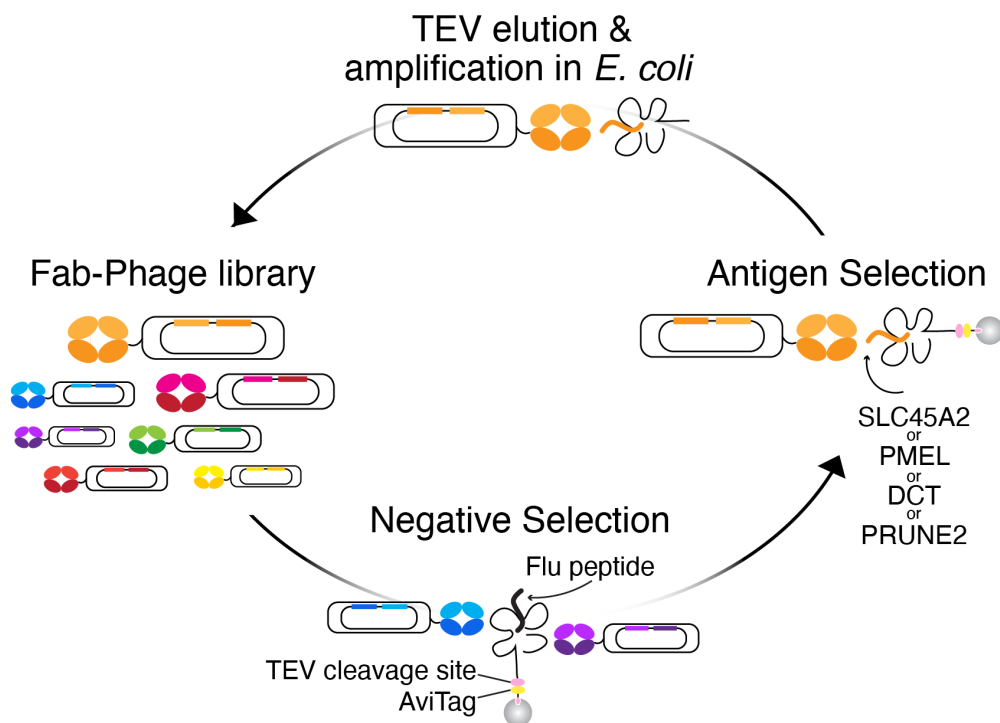 TEV elution &
amplification in E. coli
Fab-Phage library
Antigen Selection
SLC45A2
or
PMEL
or
DCT
or
PRUNE2
Negative Selection
Flu peptide
TEV cleavage site
AviTag